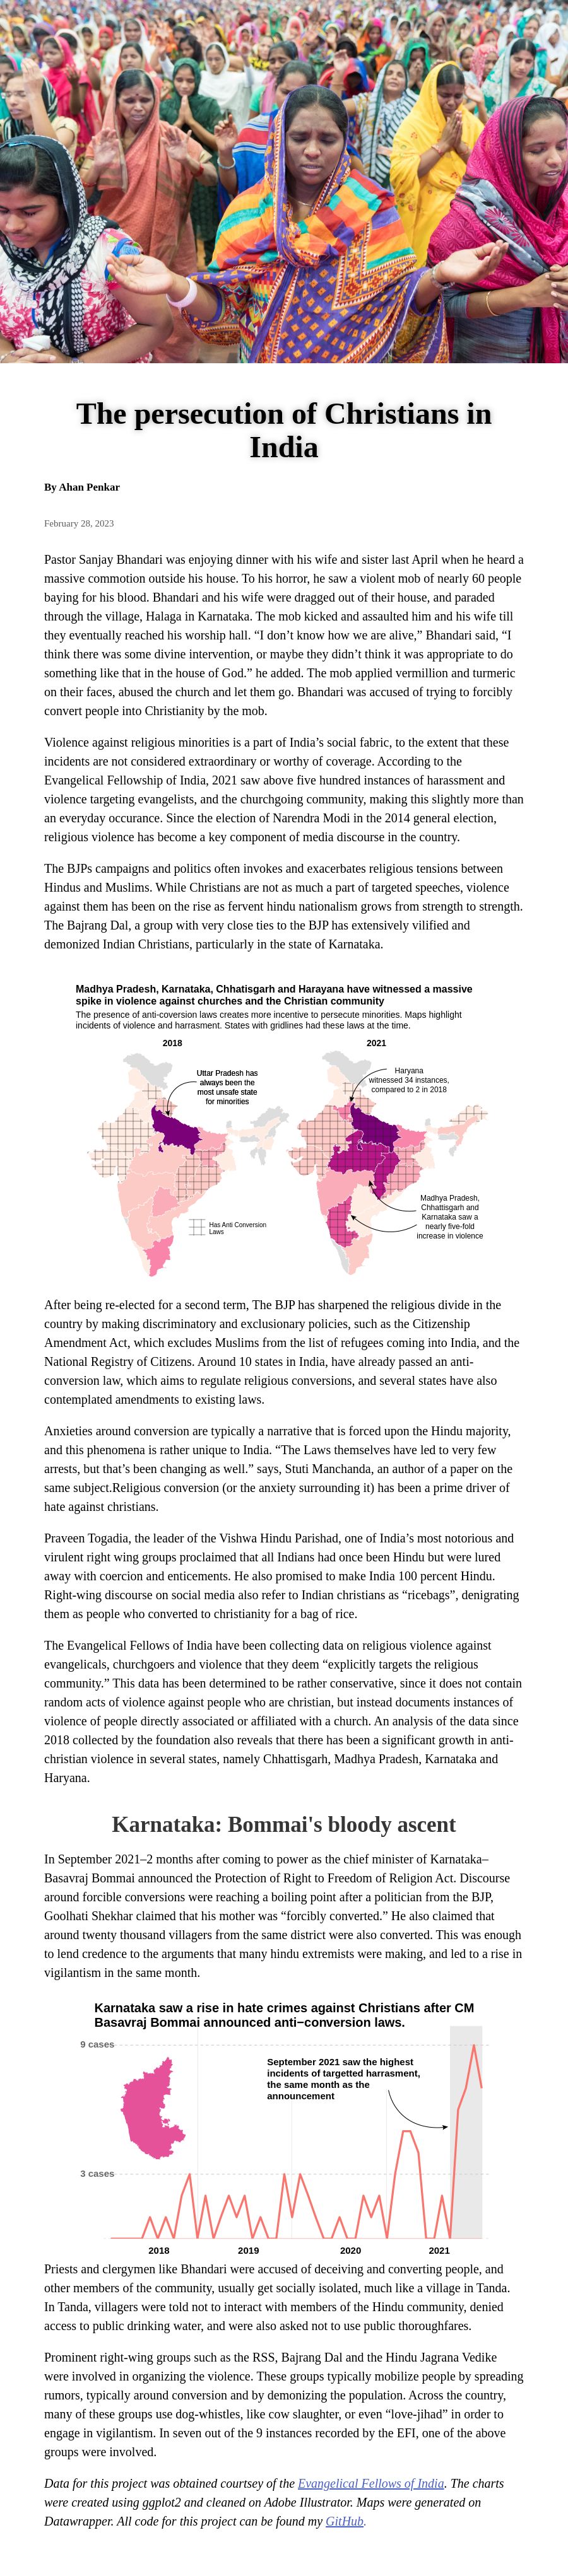 The persecution of Christians in
India
By Ahan Penkar
February 28, 2023
Pastor Sanjay Bhandari was enjoying dinner with his wife and sister last April when he heard a
massive commotion outside his house. To his horror, he saw a violent mob of nearly 60 people
baying for his blood. Bhandari and his wife were dragged out of their house, and paraded
through the village, Halaga in Karnataka. The mob kicked and assaulted him and his wife till
they eventually reached his worship hall. “I don’t know how we are alive,” Bhandari said, “I
think there was some divine intervention, or maybe they didn’t think it was appropriate to do
something like that in the house of God.” he added. The mob applied vermillion and turmeric
on their faces, abused the church and let them go. Bhandari was accused of trying to forcibly
convert people into Christianity by the mob.
Violence against religious minorities is a part of India’s social fabric, to the extent that these
incidents are not considered extraordinary or worthy of coverage. According to the
Evangelical Fellowship of India, 2021 saw above five hundred instances of harassment and
violence targeting evangelists, and the churchgoing community, making this slightly more than
an everyday occurance. Since the election of Narendra Modi in the 2014 general election,
religious violence has become a key component of media discourse in the country.
The BJPs campaigns and politics often invokes and exacerbates religious tensions between
Hindus and Muslims. While Christians are not as much a part of targeted speeches, violence
against them has been on the rise as fervent hindu nationalism grows from strength to strength.
The Bajrang Dal, a group with very close ties to the BJP has extensively vilified and
demonized Indian Christians, particularly in the state of Karnataka.
Madhya Pradesh, Karnataka, Chhatisgarh and Harayana have witnessed a massive
spike in violence against churches and the Christian community
The presence of anti-coversion laws creates more incentive to persecute minorities. Maps highlight
incidents of violence and harrasment. States with gridlines had these laws at the time.
2018
2021
Uttar Pradesh has
always been the
most unsafe state
for minorities
Haryana
witnessed 34 instances,
compared to 2 in 2018
Madhya Pradesh,
Chhattisgarh and
Karnataka saw a
nearly five-fold
increase in violence
Has Anti Conversion
Laws
After being re-elected for a second term, The BJP has sharpened the religious divide in the
country by making discriminatory and exclusionary policies, such as the Citizenship
Amendment Act, which excludes Muslims from the list of refugees coming into India, and the
National Registry of Citizens. Around 10 states in India, have already passed an anti-
conversion law, which aims to regulate religious conversions, and several states have also
contemplated amendments to existing laws.
Anxieties around conversion are typically a narrative that is forced upon the Hindu majority,
and this phenomena is rather unique to India. “The Laws themselves have led to very few
arrests, but that’s been changing as well.” says, Stuti Manchanda, an author of a paper on the
same subject.Religious conversion (or the anxiety surrounding it) has been a prime driver of
hate against christians.
Praveen Togadia, the leader of the Vishwa Hindu Parishad, one of India’s most notorious and
virulent right wing groups proclaimed that all Indians had once been Hindu but were lured
away with coercion and enticements. He also promised to make India 100 percent Hindu.
Right-wing discourse on social media also refer to Indian christians as “ricebags”, denigrating
them as people who converted to christianity for a bag of rice.
The Evangelical Fellows of India have been collecting data on religious violence against
evangelicals, churchgoers and violence that they deem “explicitly targets the religious
community.” This data has been determined to be rather conservative, since it does not contain
random acts of violence against people who are christian, but instead documents instances of
violence of people directly associated or affiliated with a church. An analysis of the data since
2018 collected by the foundation also reveals that there has been a significant growth in anti-
christian violence in several states, namely Chhattisgarh, Madhya Pradesh, Karnataka and
Haryana.
Karnataka: Bommai's bloody ascent
In September 2021–2 months after coming to power as the chief minister of Karnataka–
Basavraj Bommai announced the Protection of Right to Freedom of Religion Act. Discourse
around forcible conversions were reaching a boiling point after a politician from the BJP,
Goolhati Shekhar claimed that his mother was “forcibly converted.” He also claimed that
around twenty thousand villagers from the same district were also converted. This was enough
to lend credence to the arguments that many hindu extremists were making, and led to a rise in
vigilantism in the same month.
Karnataka saw a rise in hate crimes against Christians after CM
Basavraj Bommai announced anti−conversion laws.
9 cases
September 2021 saw the highest
incidents of targetted harrasment,
the same month as the
announcement
3 cases
2018
2019
2020
2021
Priests and clergymen like Bhandari were accused of deceiving and converting people, and
other members of the community, usually get socially isolated, much like a village in Tanda.
In Tanda, villagers were told not to interact with members of the Hindu community, denied
access to public drinking water, and were also asked not to use public thoroughfares.
Prominent right-wing groups such as the RSS, Bajrang Dal and the Hindu Jagrana Vedike
were involved in organizing the violence. These groups typically mobilize people by spreading
rumors, typically around conversion and by demonizing the population. Across the country,
many of these groups use dog-whistles, like cow slaughter, or even “love-jihad” in order to
engage in vigilantism. In seven out of the 9 instances recorded by the EFI, one of the above
groups were involved.
Data for this project was obtained courtsey of the Evangelical Fellows of India. The charts
were created using ggplot2 and cleaned on Adobe Illustrator. Maps were generated on
Datawrapper. All code for this project can be found my GitHub.